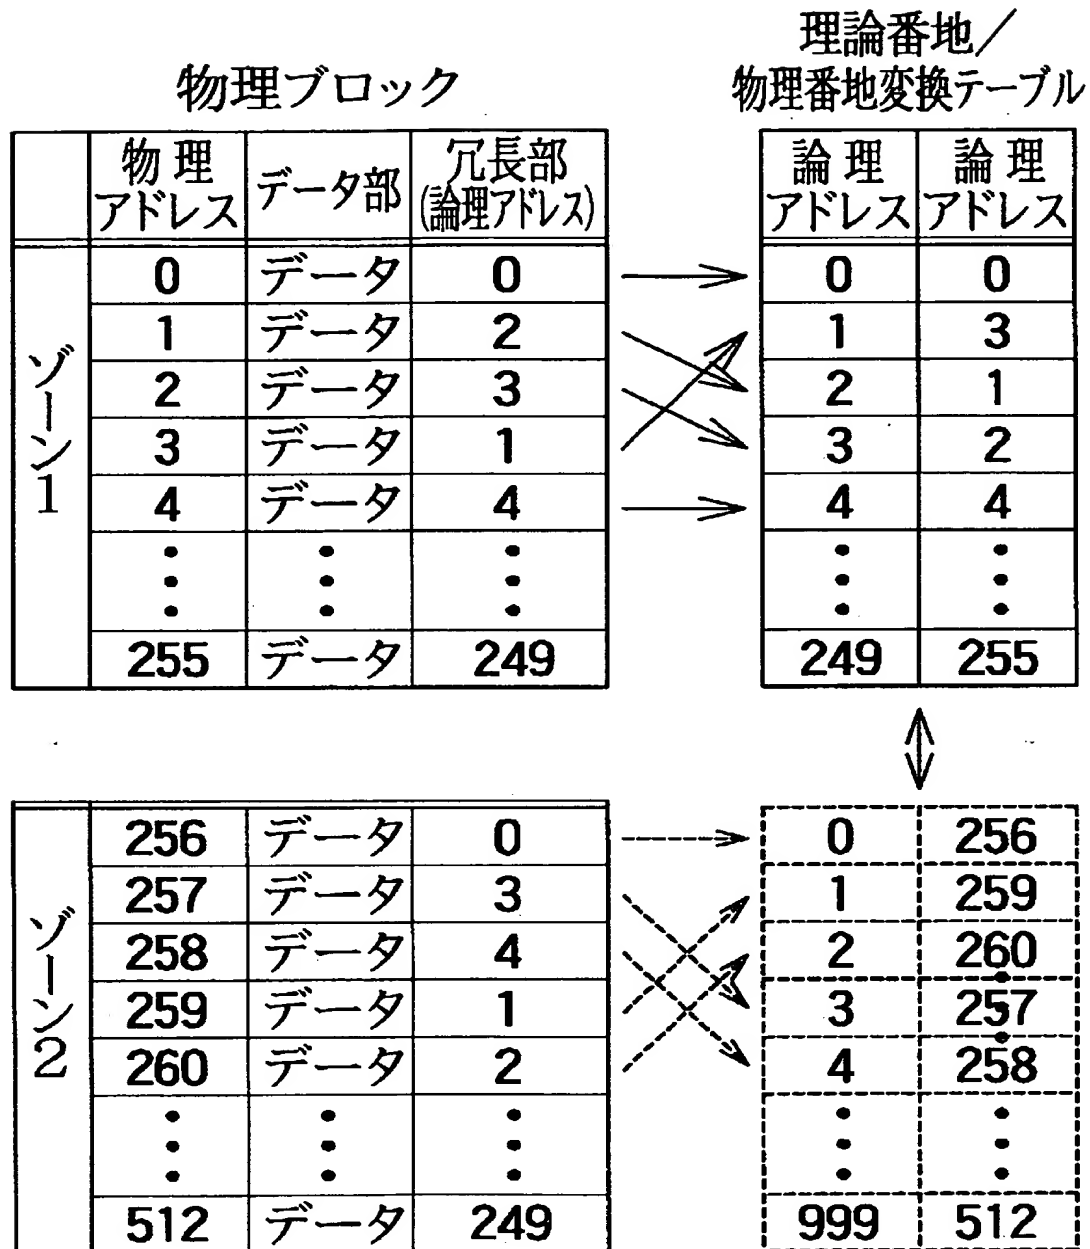 理論番地／
物理ブロック 物理番地変換テーブル
物理アドレス データ部 冗長部(論理アドレス) 論理アドレス 論理アドレス
ゾーン1
0 データ 0 0 0
1 データ 2 1 3
2 データ 3 2 1
3 データ 1 3 2
4 データ 4 4 4
255 データ 249 249 255
ゾーン2
256 データ 0 0 256
257 データ 3 1 259
258 データ 4 2 260
259 データ 1 3 257
260 データ 2 4 258
512 データ 249 999 512